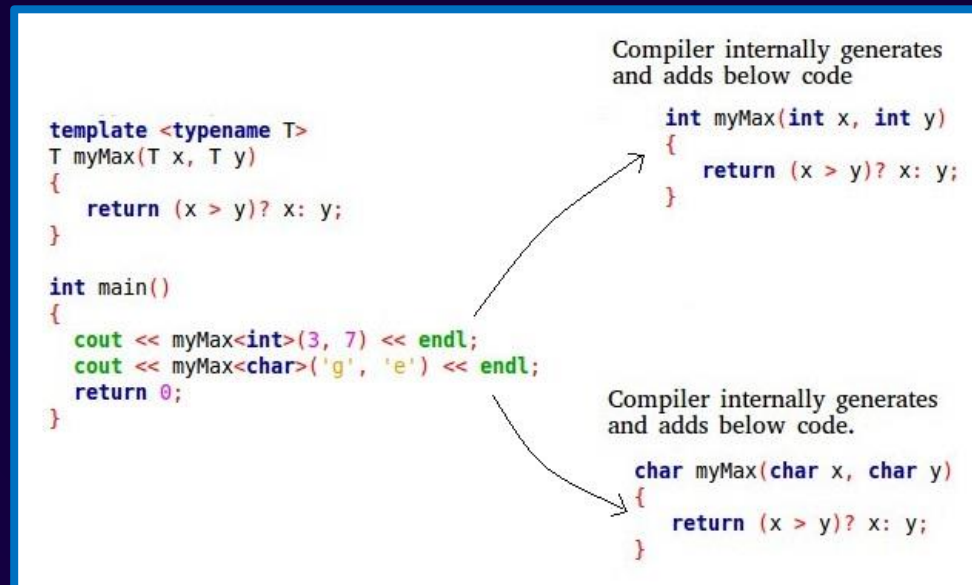 template <typename T>
T myMax(T x, T y)
{
   return (x > y)? x: y;
}

int main()
{
  cout << myMax<int>(3, 7) << endl;
  cout << myMax<char>('g', 'e') << endl;
  return 0;
}

Compiler internally generates
and adds below code
int myMax(int x, int y)
{
   return (x > y)? x: y;
}

Compiler internally generates
and adds below code.
char myMax(char x, char y)
{
   return (x > y)? x: y;
}